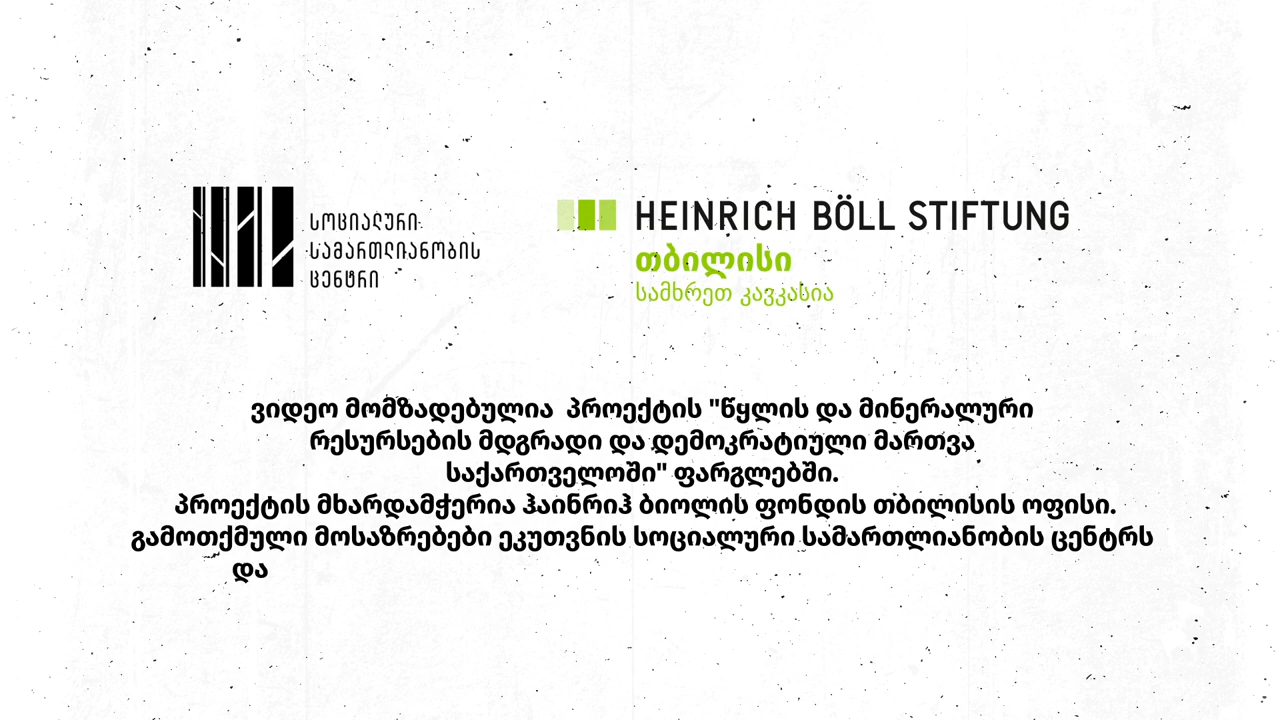 სოციალური
სამართლიანობის
ცენტრი
HEINRICH BÖLL STIFTUNG
თბილისი
სამხრეთ კავკასია
ვიდეო მომზადებულია პროექტის "წყლის და მინერალური
რესურსების მდგრადი და დემოკრატიული მართვა
საქართველოში" ფარგლებში.
პროექტის მხარდამჭერია ჰაინრიჰ ბიოლის ფონდის თბილისის ოფისი.
გამოთქმული მოსაზრებები ეკუთვნის სოციალური სამართლიანობის ცენტრს
და